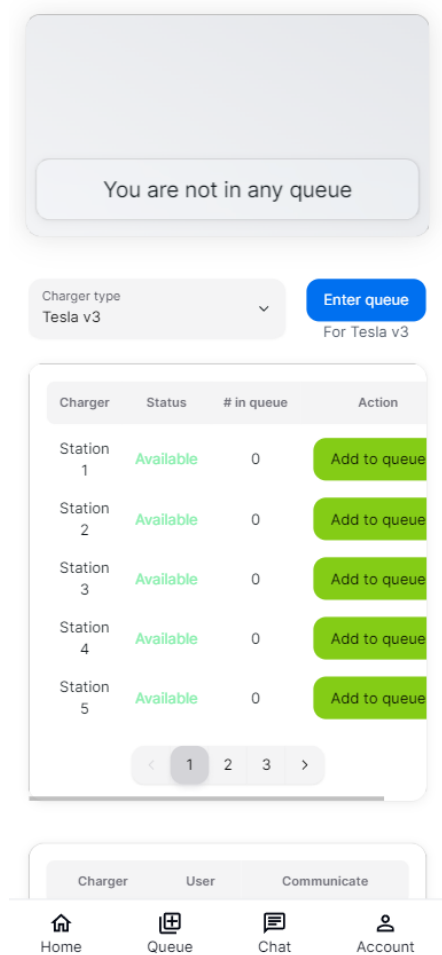 You are not in any queue
Charger type
Tesla v3
Enter queue
For Tesla v3
Charger Status # in queue Action
Station 1 Available 0 Add to queue
Station 2 Available 0 Add to queue
Station 3 Available 0 Add to queue
Station 4 Available 0 Add to queue
Station 5 Available 0 Add to queue
1 2 3
Charger User Communicate
Home Queue Chat Account